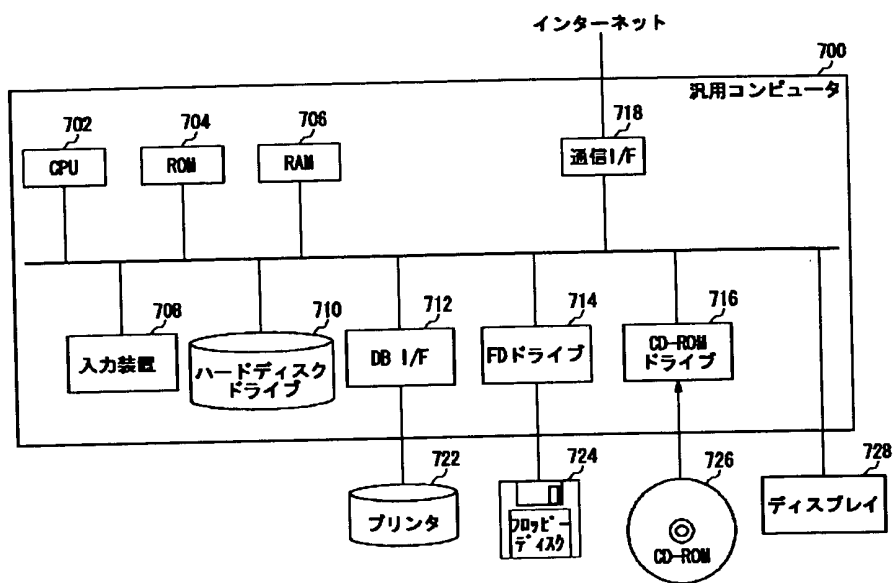 インターネット
700
汎用コンピュータ
702
CPU
704
ROM
706
RAM
718
通信I/F
708
入力装置
710
ハードディスク
ドライブ
712
DB I/F
714
FDドライブ
716
CD-ROM
ドライブ
722
プリンタ
724
フロッピー
ディスク
726
CD-ROM
728
ディスプレイ